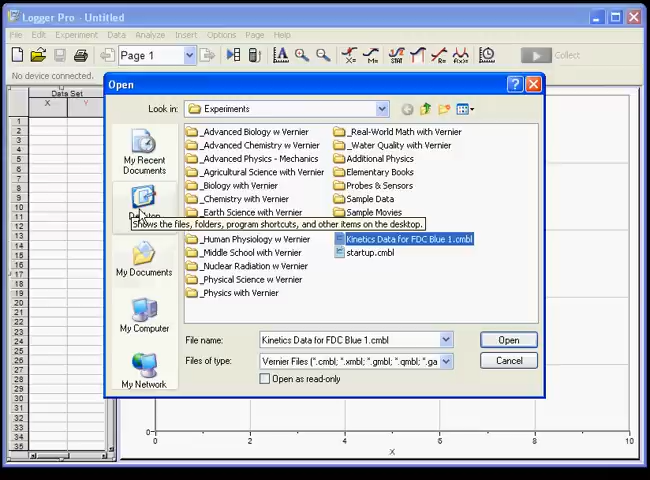 Logger Pro - Untitled
File Edit Experiment Data Analyze Insert Options Page Help
Page 1
Collect
No device connected.
Data Set
X Y
1
2
3
4
5
6
7
8
9
10
11
12
13
14
15
16
17
18
19
20
21
22
23
24
25
26
27
28
29
30
31
32
33
34
35
Open
Look in: Experiments
My Recent Documents
Desktop
My Documents
My Computer
My Network
_Advanced Biology w Vernier
_Advanced Chemistry w Vernier
_Advanced Physics - Mechanics
_Agricultural Science with Vernier
_Biology with Vernier
_Chemistry with Vernier
_Earth Science with Vernier
_Human Physiology w Vernier
_Middle School with Vernier
_Nuclear Radiation w Vernier
_Physical Science w Vernier
_Physics with Vernier
_Real-World Math w Vernier
_Water Quality with Vernier
Additional Physics
Elementary Books
Probes & Sensors
Sample Data
Sample Movies
Kinetics Data for FDC Blue 1.cmbl
startup.cmbl
Shows the files, folders, program shortcuts, and other items on the desktop.
File name: Kinetics Data for FDC Blue 1.cmbl
Open
Files of type: Vernier Files (*.cmbl; *.xmbl; *.gmbl; *.qmbl; *.ga
Cancel
Open as read-only
0 2 4 6 8 10
X